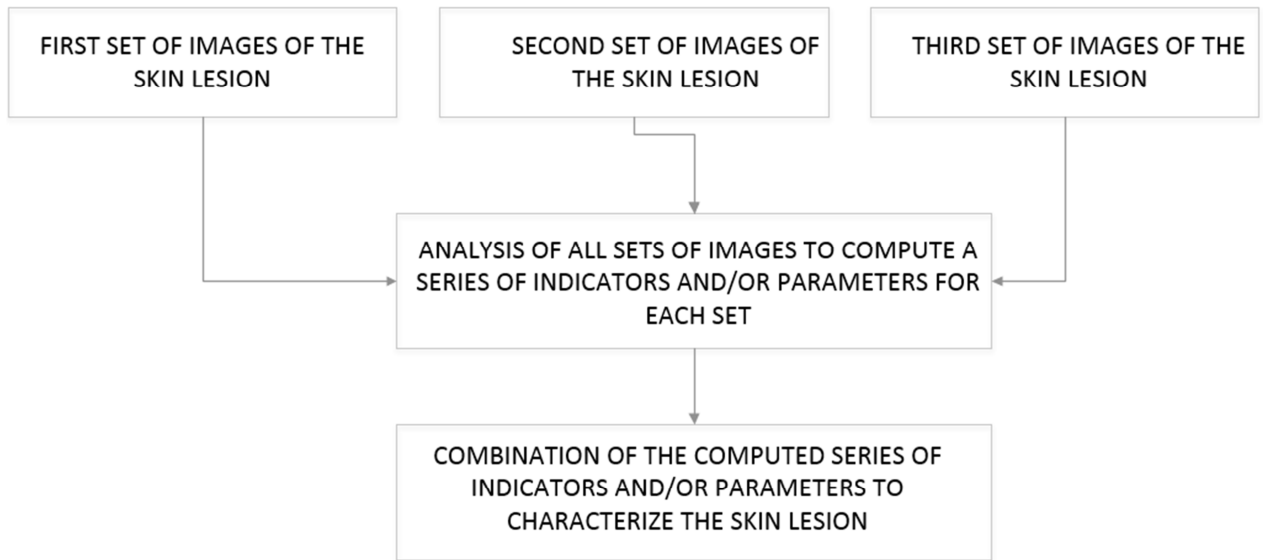 FIRST SET OF IMAGES OF THE
SKIN LESION
SECOND SET OF IMAGES OF
THE SKIN LESION
THIRD SET OF IMAGES OF THE
SKIN LESION
ANALYSIS OF ALL SETS OF IMAGES TO COMPUTE A
SERIES OF INDICATORS AND/OR PARAMETERS FOR
EACH SET
COMBINATION OF THE COMPUTED SERIES OF
INDICATORS AND/OR PARAMETERS TO
CHARACTERIZE THE SKIN LESION